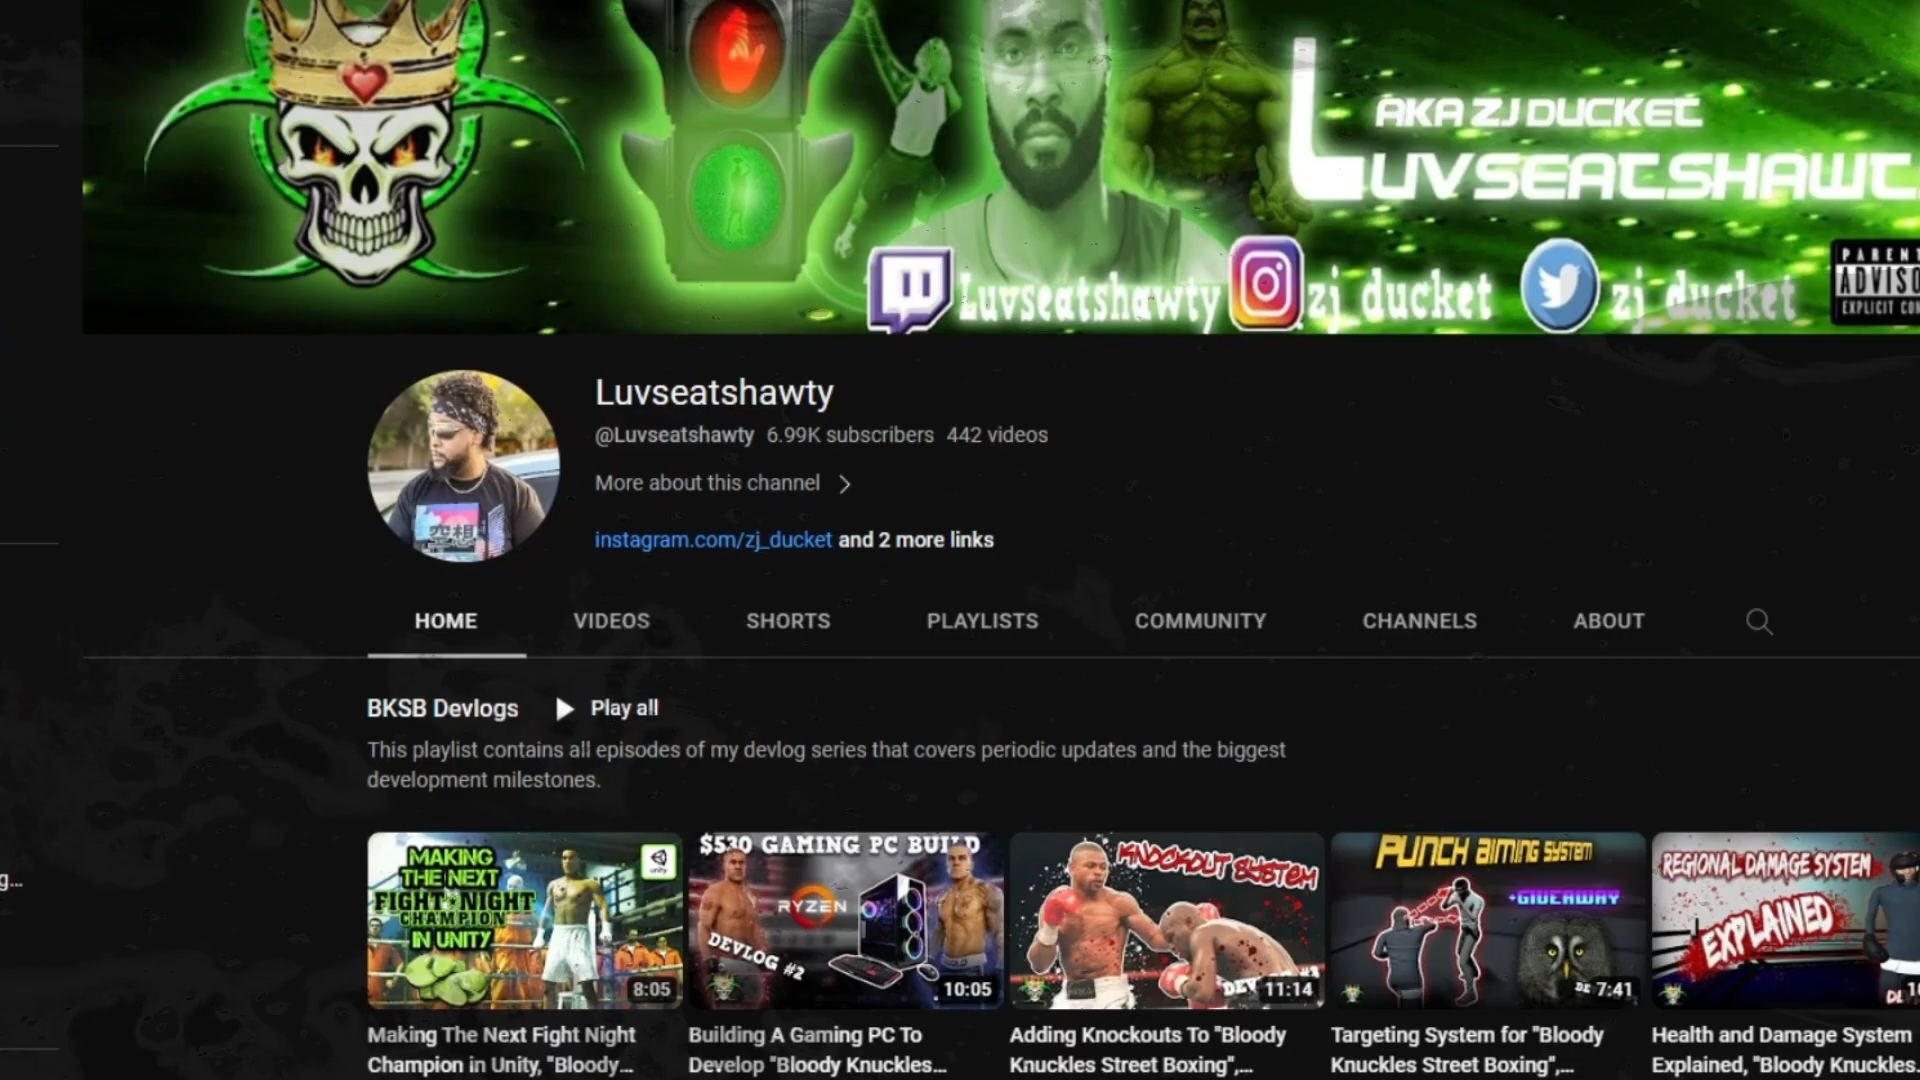 AKA ZJ DUCKET
LUVSEATSHAWT
Luvseatshawty
zj_ducket
zj_ducket
PARENT
ADVISO
EXPLICIT CON
Luvseatshawty
@Luvseatshawty 6.99K subscribers 442 videos
More about this channel
instagram.com/zj_ducket and 2 more links
空想
HOME VIDEOS SHORTS PLAYLISTS COMMUNITY CHANNELS ABOUT
BKSB Devlogs Play all
This playlist contains all episodes of my devlog series that covers periodic updates and the biggest
development milestones.
g...
MAKING
THE NEXT
FIGHT NIGHT
CHAMPION
IN UNITY
unity
8:05
$530 GAMING PC BUILD
RYZEN
DEVLOG #2
10:05
KNOCKOUT SYSTEM
11:14
PUNCH AIMING SYSTEM
+GIVEAWAY
7:41
REGIONAL DAMAGE SYSTEM
EXPLAINED
Making The Next Fight Night
Champion in Unity, "Bloody...
Building A Gaming PC To
Develop "Bloody Knuckles...
Adding Knockouts To "Bloody
Knuckles Street Boxing",...
Targeting System for "Bloody
Knuckles Street Boxing",...
Health and Damage System
Explained, "Bloody Knuckles.